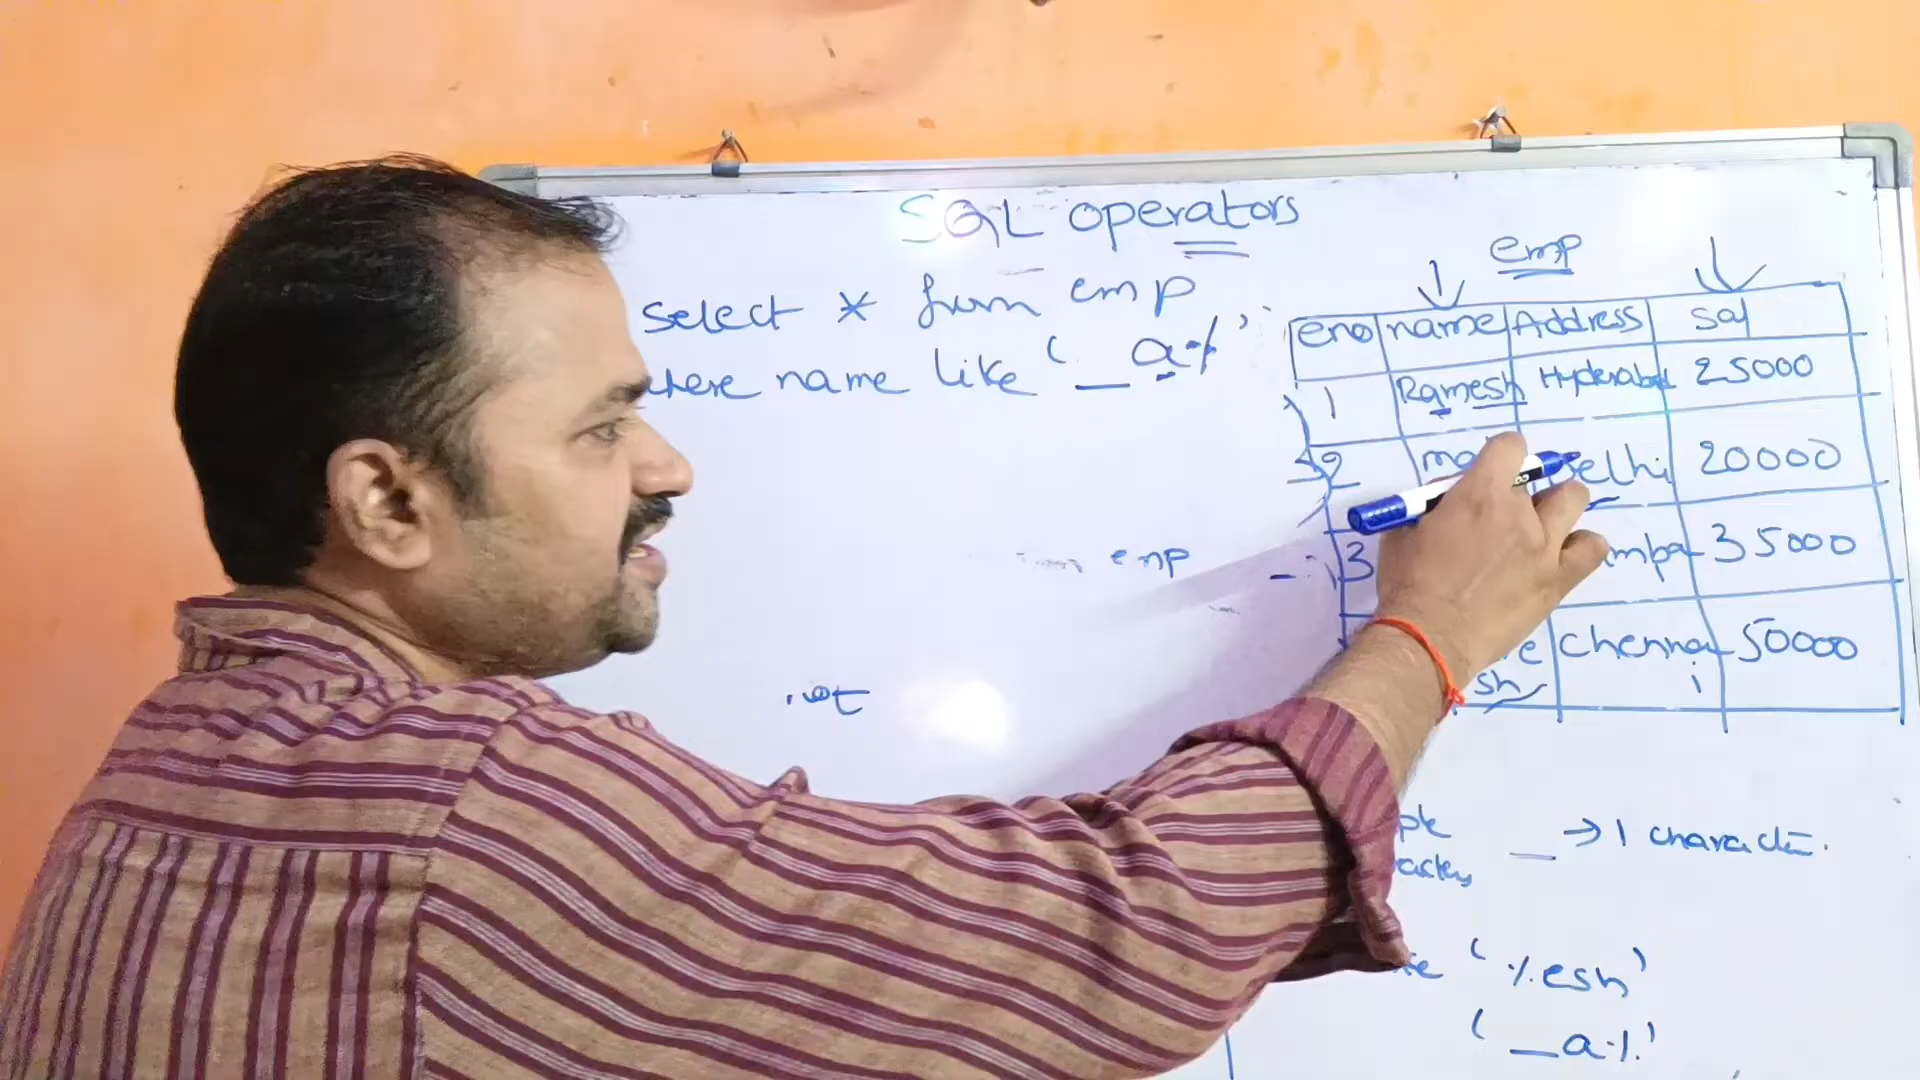 SQL operators
select * from emp
where name like '_a%'
emp
eno name Address sal
1 Ramesh Hyderabad 25000
2 Delhi 20000
3 35000
Chennai 50000
sh
emp
_ → 1 character.
'%esh'
'_a%'